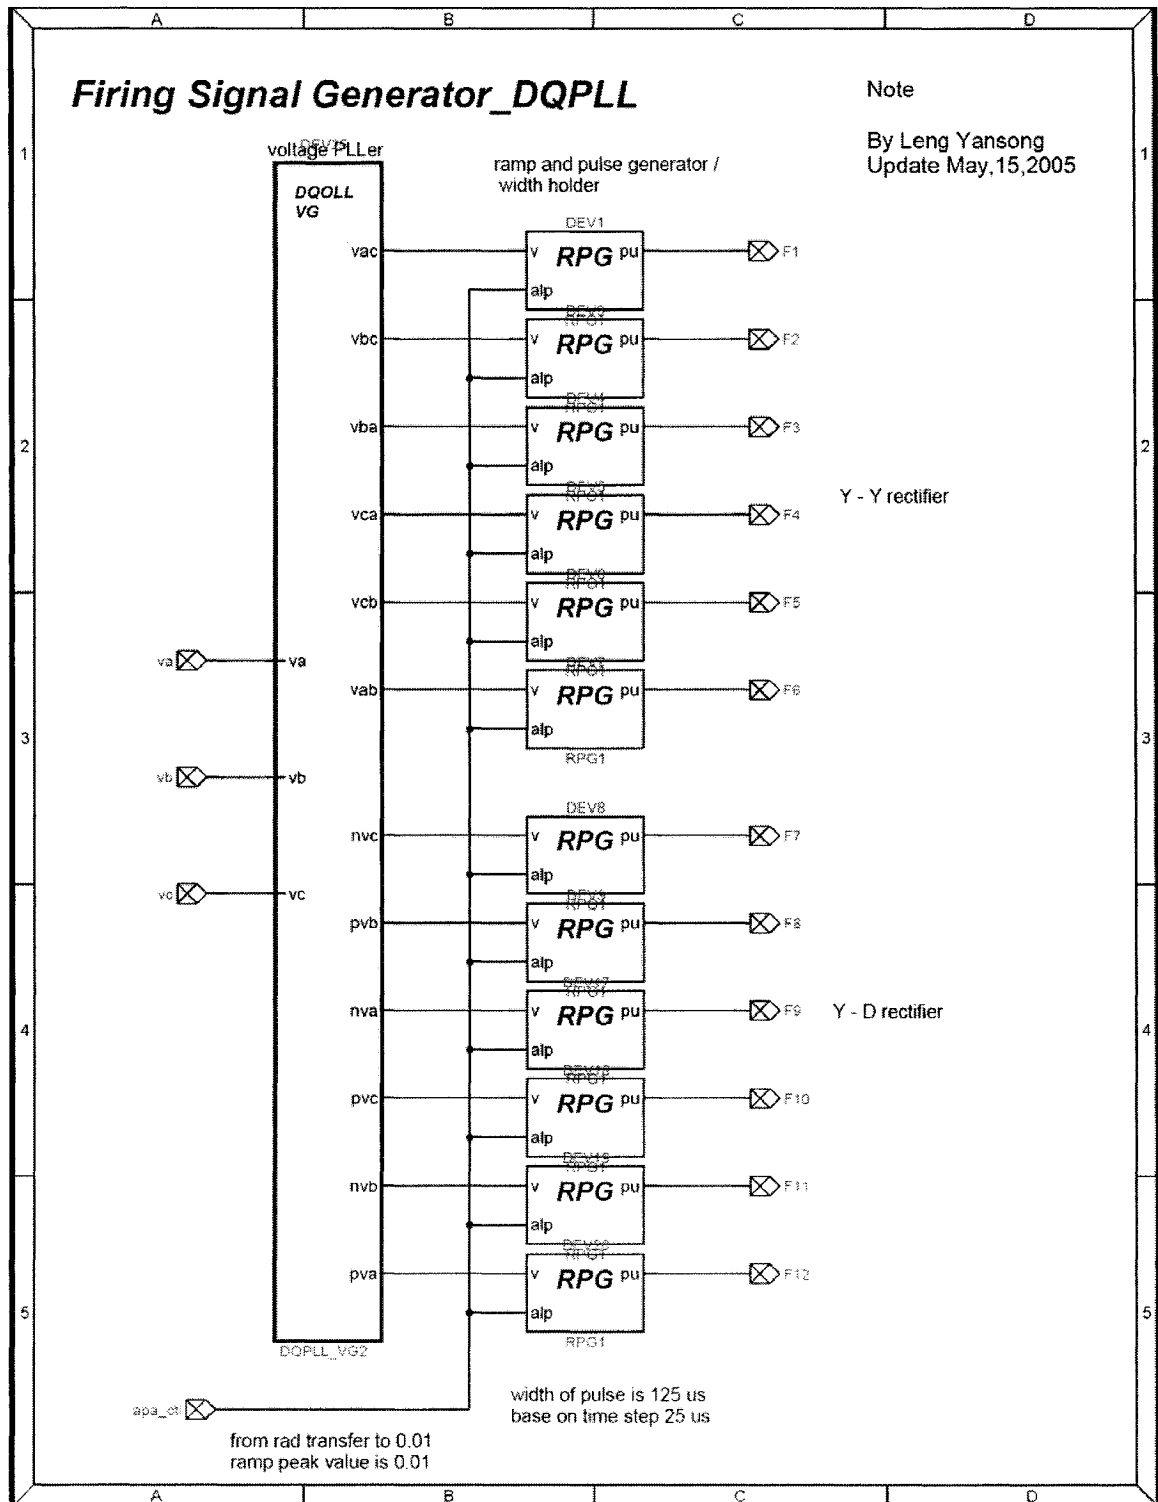 A B C D
Firing Signal Generator_DQPLL
Note
By Leng Yansong
Update May,15,2005
1 1
voltage PLLer
DQOLL
VG
ramp and pulse generator /
width holder
DEV1
vac v RPG pu F1
alp
vbc v RPG pu F2
alp
vba v RPG pu F3
alp
2 2
Y - Y rectifier
vca v RPG pu F4
alp
vcb v RPG pu F5
alp
va va
vab v RPG pu F6
alp
3 3
RPG1
vb vb
DEV8
nvc v RPG pu F7
alp
vc vc
pvb v RPG pu F8
alp
nva v RPG pu F9 Y - D rectifier
alp
4 4
pvc v RPG pu F10
alp
nvb v RPG pu F11
alp
pva v RPG pu F12
alp
5 5
RPG1
DQPLL_VG2
width of pulse is 125 us
base on time step 25 us
from rad transfer to 0.01
ramp peak value is 0.01
A B C D